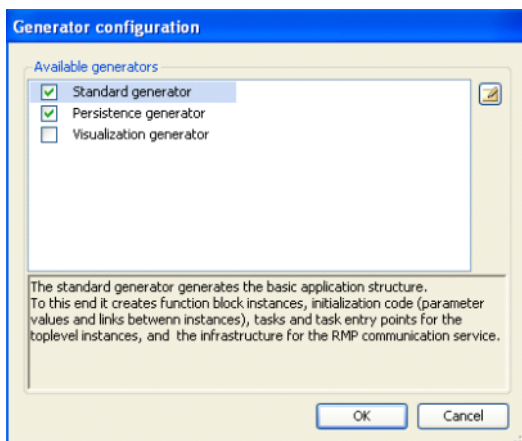 Generator configuration
Available generators
Standard generator
Persistence generator
Visualization generator
The standard generator generates the basic application structure.
To this end it creates function block instances, initialization code (parameter
values and links betwenn instances), tasks and task entry points for the
toplevel instances, and the infrastructure for the RMP communication service.
OK
Cancel